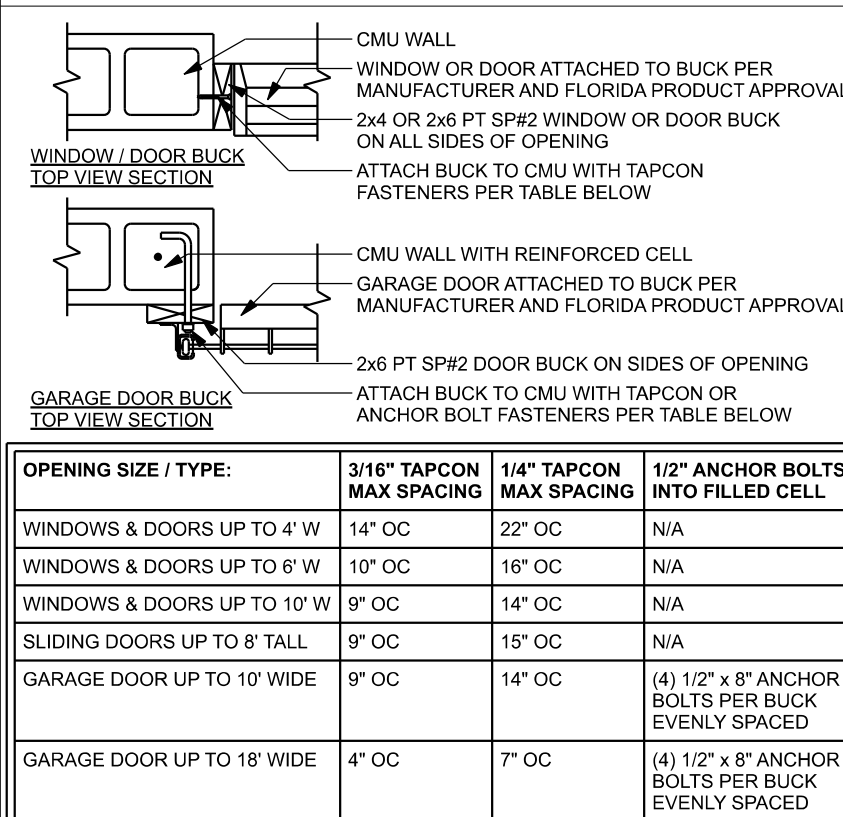 CMU WALL
WINDOW OR DOOR ATTACHED TO BUCK PER
MANUFACTURER AND FLORIDA PRODUCT APPROVAL
2x4 OR 2x6 PT SP#2 WINDOW OR DOOR BUCK
ON ALL SIDES OF OPENING
WINDOW / DOOR BUCK
TOP VIEW SECTION
ATTACH BUCK TO CMU WITH TAPCON
FASTENERS PER TABLE BELOW
CMU WALL WITH REINFORCED CELL
GARAGE DOOR ATTACHED TO BUCK PER
MANUFACTURER AND FLORIDA PRODUCT APPROVAL
2x6 PT SP#2 DOOR BUCK ON SIDES OF OPENING
GARAGE DOOR BUCK
TOP VIEW SECTION
ATTACH BUCK TO CMU WITH TAPCON OR
ANCHOR BOLT FASTENERS PER TABLE BELOW
OPENING SIZE / TYPE: 3/16" TAPCON 1/4" TAPCON 1/2" ANCHOR BOLTS
MAX SPACING MAX SPACING INTO FILLED CELL
WINDOWS & DOORS UP TO 4' W 14" OC 22" OC N/A
WINDOWS & DOORS UP TO 6' W 10" OC 16" OC N/A
WINDOWS & DOORS UP TO 10' W 9" OC 14" OC N/A
SLIDING DOORS UP TO 8' TALL 9" OC 15" OC N/A
GARAGE DOOR UP TO 10' WIDE 9" OC 14" OC (4) 1/2" x 8" ANCHOR
BOLTS PER BUCK
EVENLY SPACED
GARAGE DOOR UP TO 18' WIDE 4" OC 7" OC (4) 1/2" x 8" ANCHOR
BOLTS PER BUCK
EVENLY SPACED